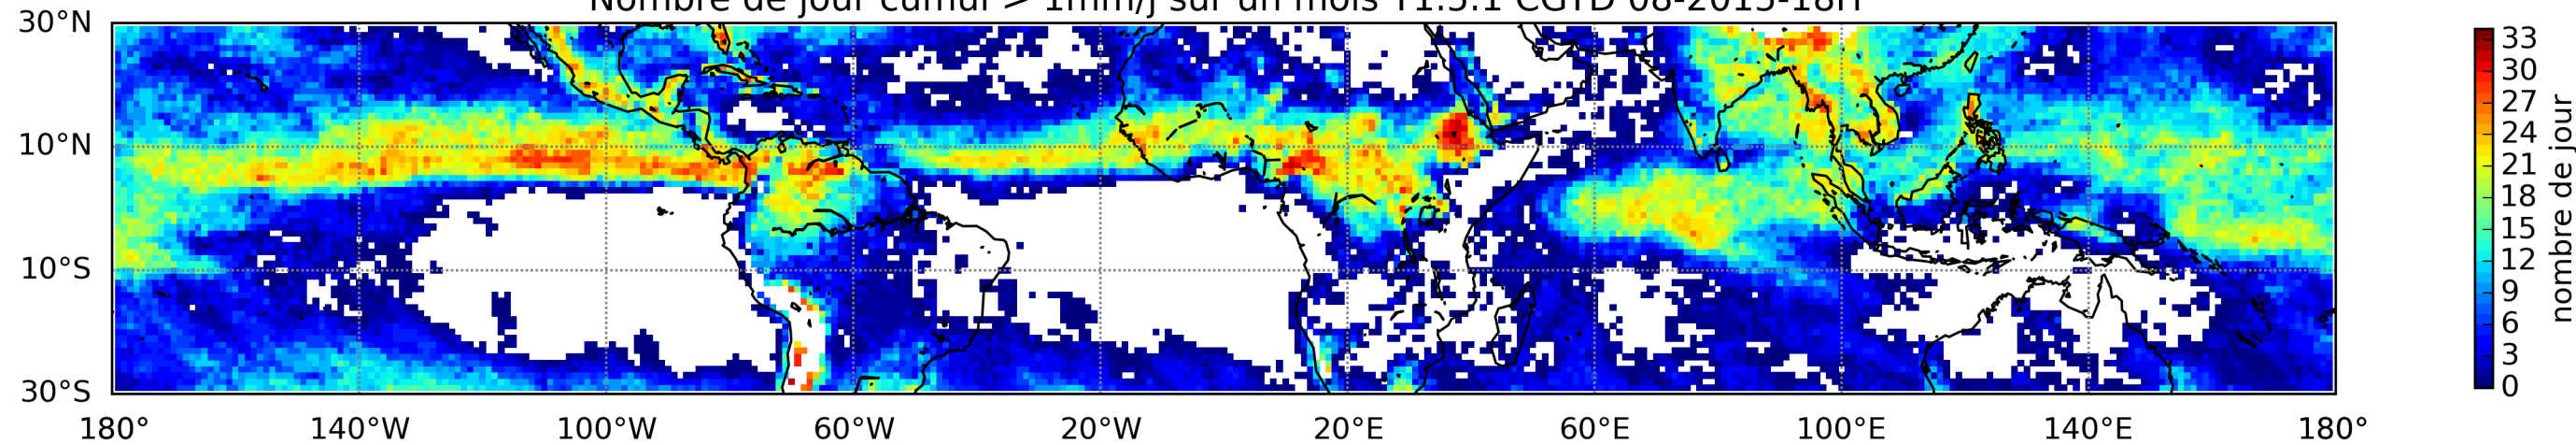 Nombre de jour cumul > 1mm/j sur un mois T1.5.1 CGTD 08-2015-18H
30°N
10°N
10°S
30°S
180° 140°W 100°W 60°W 20°W 20°E 60°E 100°E 140°E 180°
33
30
27
24
21
18
15
12
9
6
3
0
nombre de jour